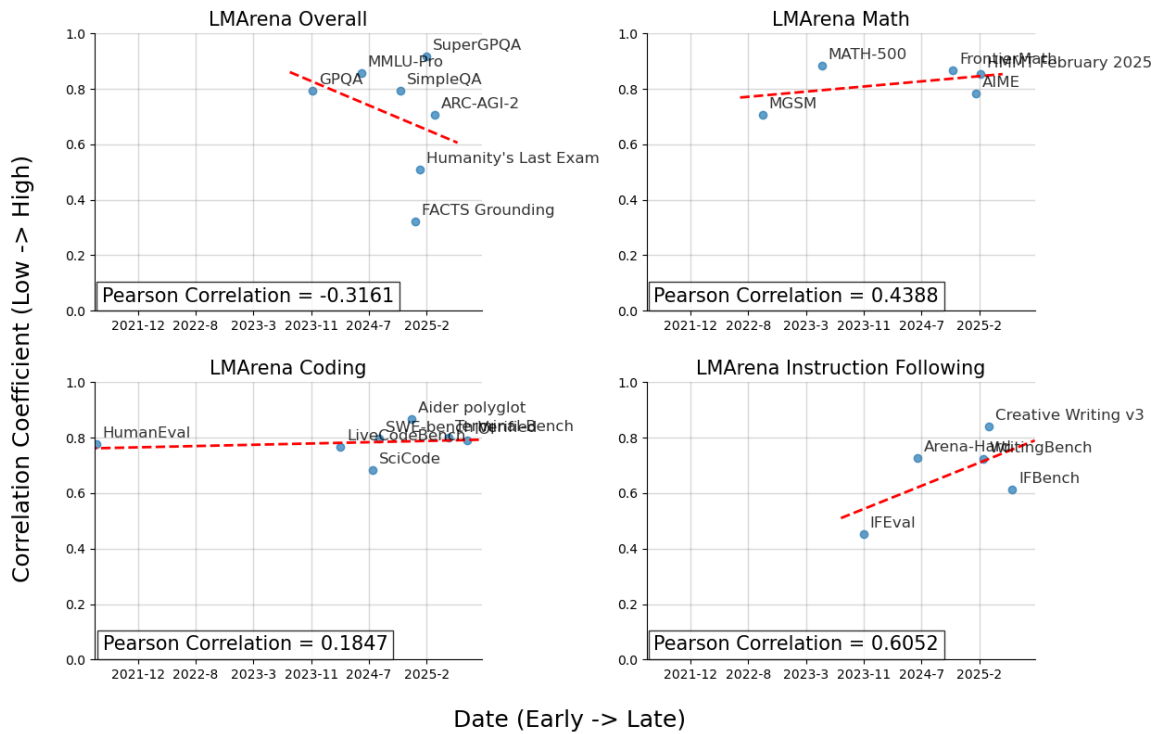 LMArena Overall
1.0
0.8
0.6
0.4
0.2
0.0
SuperGPQA
MMLU-Pro
GPQA
SimpleQA
ARC-AGI-2
Humanity's Last Exam
FACTS Grounding
Pearson Correlation = -0.3161
2021-12 2022-8 2023-3 2023-11 2024-7 2025-2
LMArena Math
1.0
0.8
0.6
0.4
0.2
0.0
MATH-500
FrontierMath
HMMT February 2025
AIME
MGSM
Pearson Correlation = 0.4388
2021-12 2022-8 2023-3 2023-11 2024-7 2025-2
LMArena Coding
1.0
0.8
0.6
0.4
0.2
0.0
Aider polyglot
HumanEval
SWE-bench Verified
Terminal-Bench
LiveCodeBench
SciCode
Pearson Correlation = 0.1847
2021-12 2022-8 2023-3 2023-11 2024-7 2025-2
LMArena Instruction Following
1.0
0.8
0.6
0.4
0.2
0.0
Creative Writing v3
Arena-Hard
WritingBench
IFBench
IFEval
Pearson Correlation = 0.6052
2021-12 2022-8 2023-3 2023-11 2024-7 2025-2
Correlation Coefficient (Low -> High)
Date (Early -> Late)